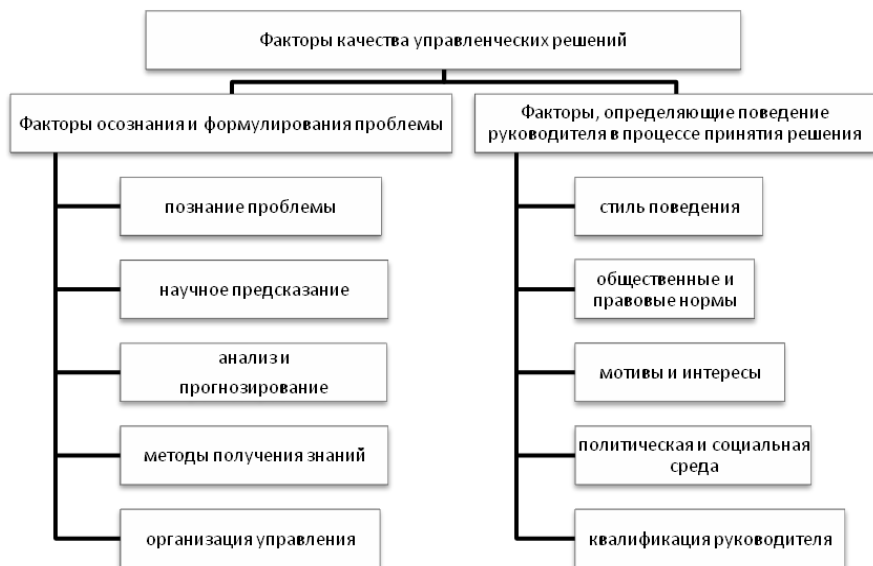 Факторы качества управленческих решений
Факторы осознания и формулирования проблемы
познание проблемы
научное предсказание
анализ и
прогнозирование
методы получения знаний
организация управления
Факторы, определяющие поведение
руководителя в процессе принятия решения
стиль поведения
общественные и
правовые нормы
мотивы и интересы
политическая и социальная
среда
квалификация руководителя